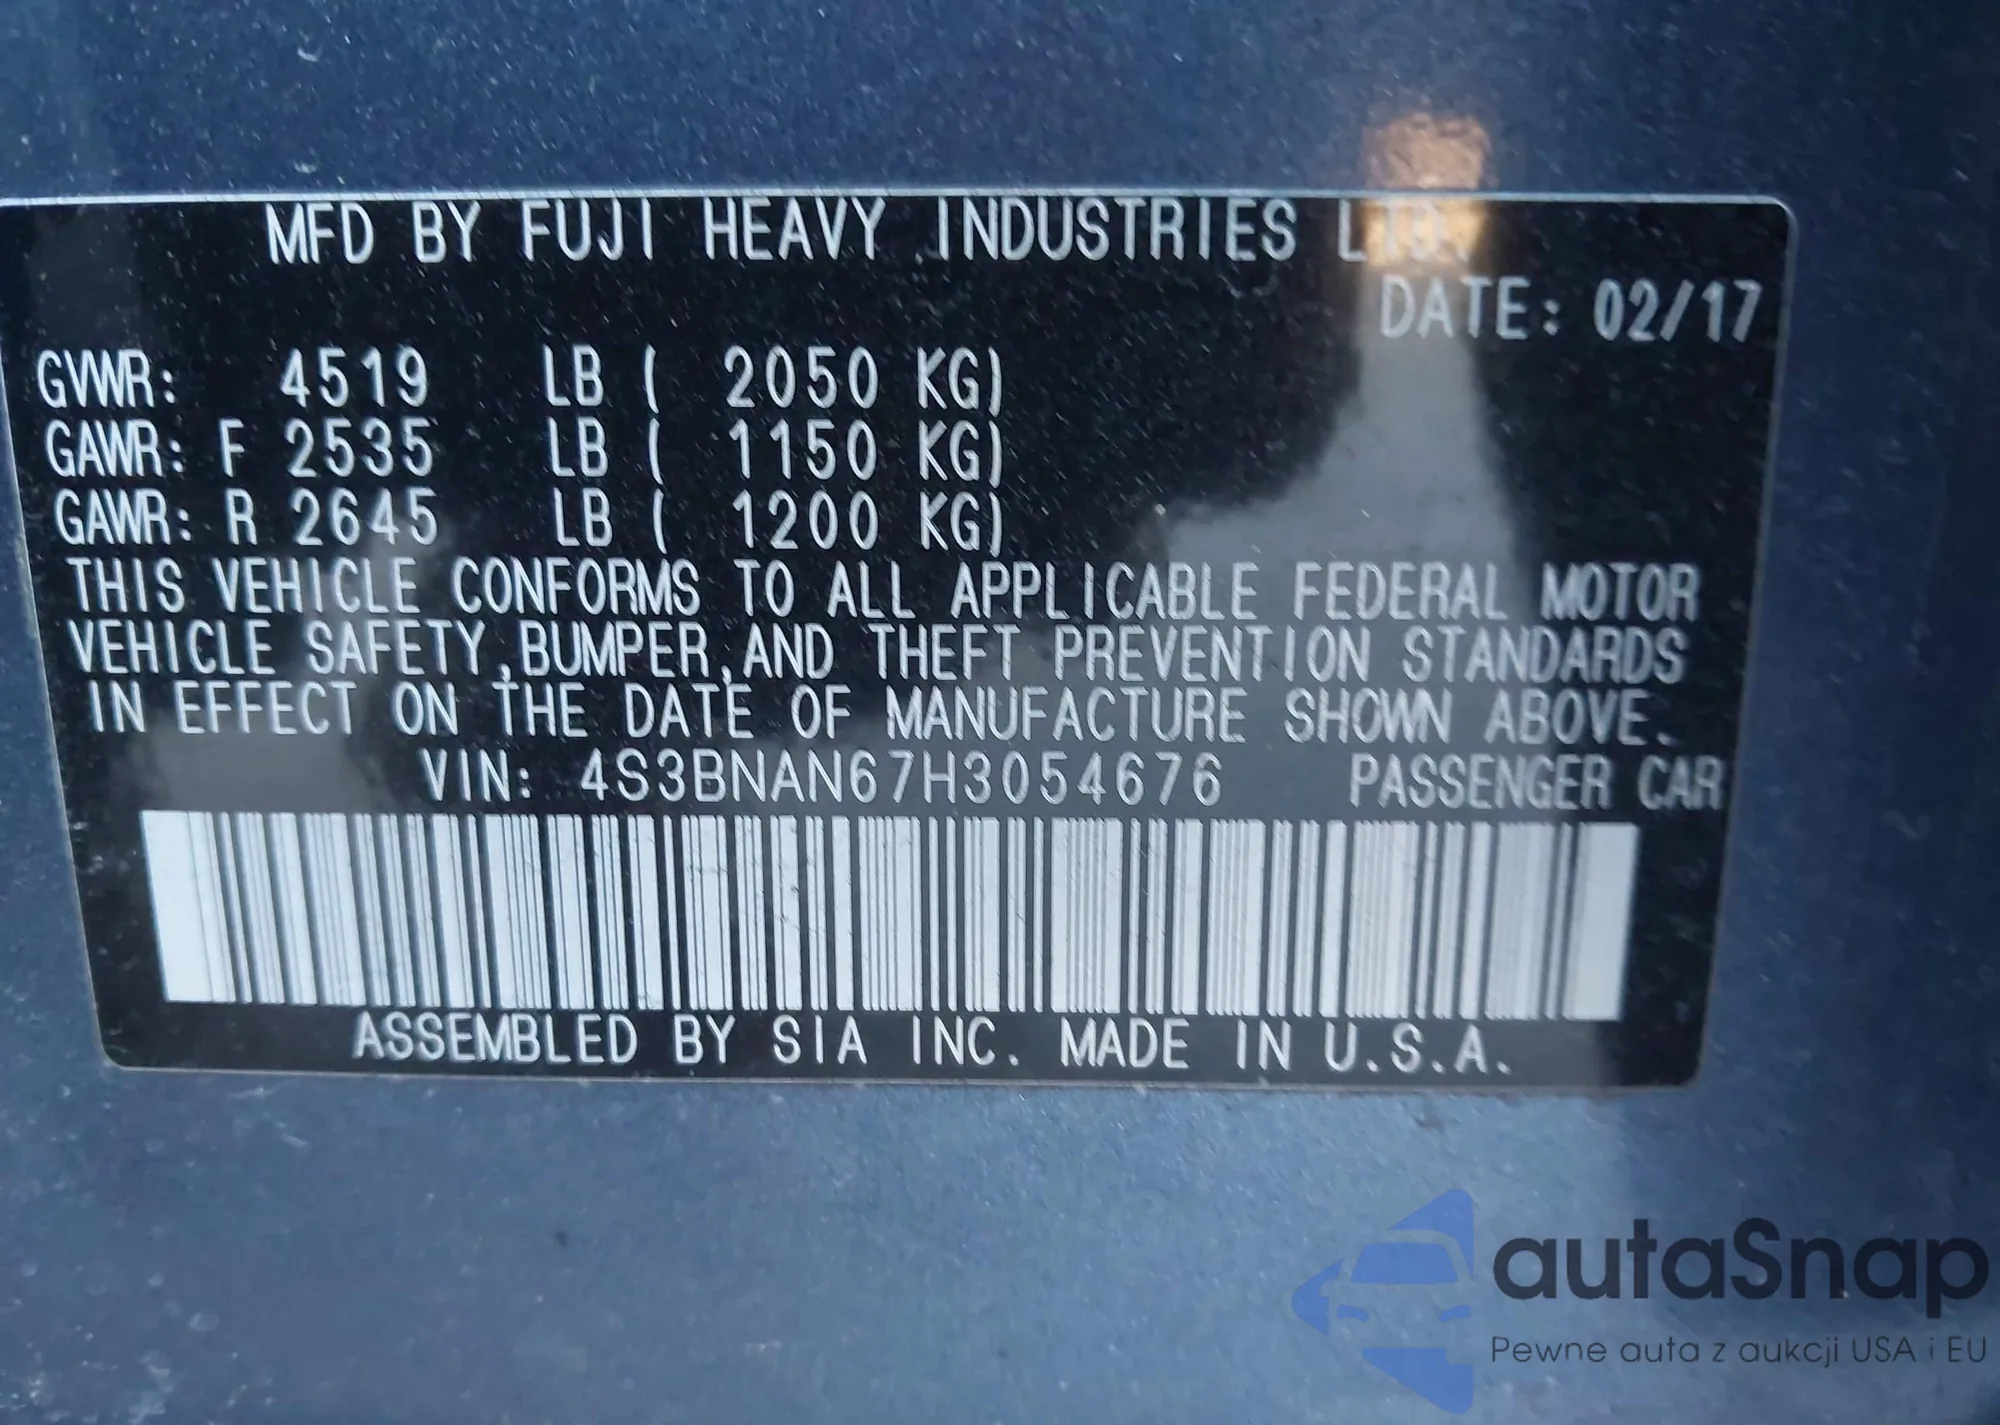 MFD BY FUJI HEAVY INDUSTRIES LTD.
DATE: 02/17
GVWR: 4519 LB ( 2050 KG)
GAWR: F 2535 LB ( 1150 KG)
GAWR: R 2645 LB ( 1200 KG)
THIS VEHICLE CONFORMS TO ALL APPLICABLE FEDERAL MOTOR
VEHICLE SAFETY,BUMPER,AND THEFT PREVENTION STANDARDS
IN EFFECT ON THE DATE OF MANUFACTURE SHOWN ABOVE.
VIN: 4S3BNAN67H3054676 PASSENGER CAR
ASSEMBLED BY SIA INC. MADE IN U.S.A.
autaSnap
Pewne auta z aukcji USA i EU